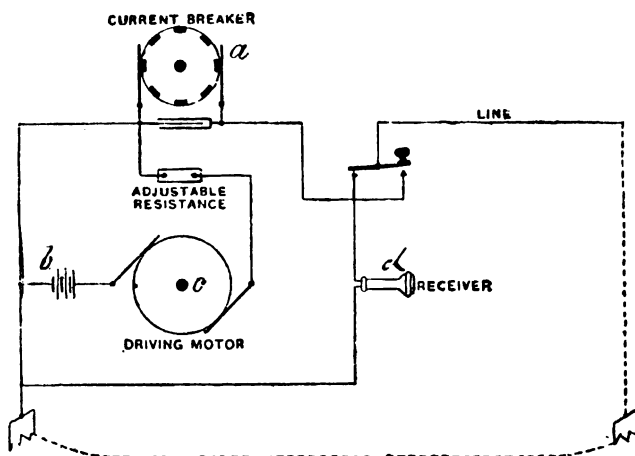 CURRENT BREAKER
a
LINE
ADJUSTABLE
RESISTANCE
b
c
d
RECEIVER
DRIVING MOTOR